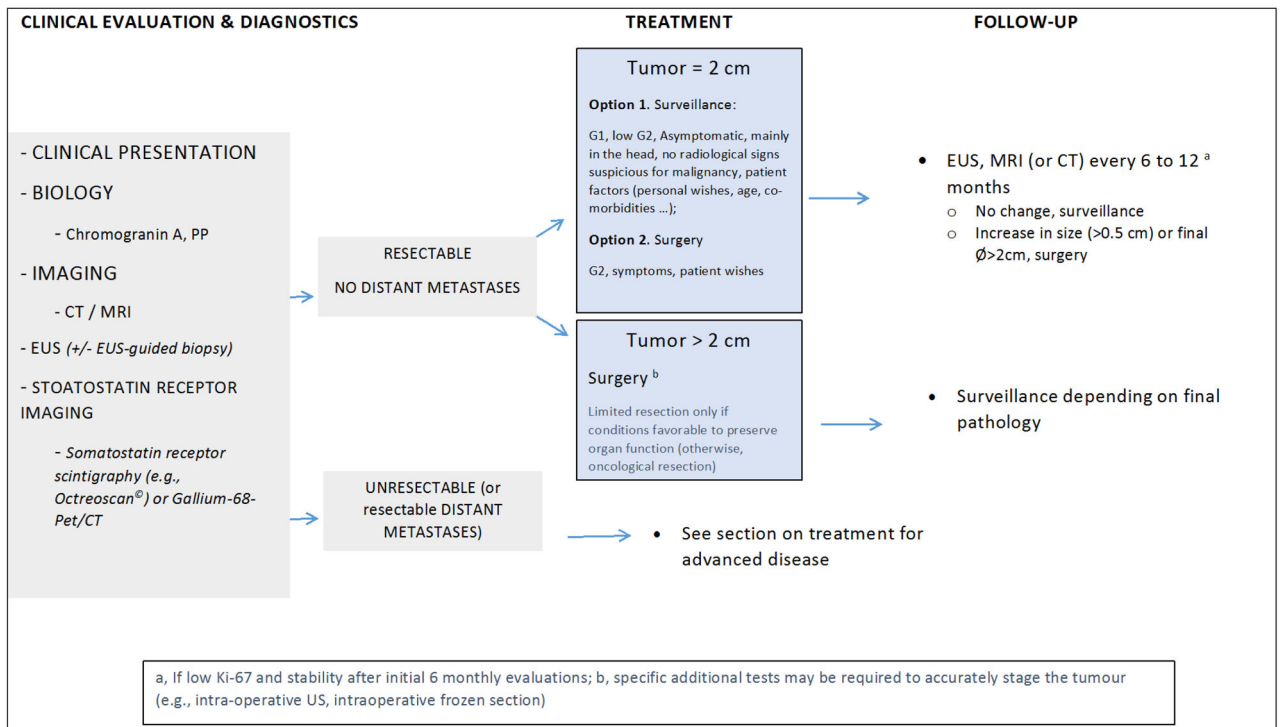 CLINICAL EVALUATION & DIAGNOSTICS
TREATMENT
FOLLOW-UP
- CLINICAL PRESENTATION
- BIOLOGY
- Chromogranin A, PP
- IMAGING
- CT / MRI
- EUS (+/- EUS-guided biopsy)
- STOATOSTATIN RECEPTOR
IMAGING
- Somatostatin receptor
scintigraphy (e.g.,
Octreoscan©) or Gallium-68-
Pet/CT
RESECTABLE
NO DISTANT METASTASES
Tumor = 2 cm
Option 1. Surveillance:
G1, low G2, Asymptomatic, mainly
in the head, no radiological signs
suspicious for malignancy, patient
factors (personal wishes, age, co-
morbidities ...);
Option 2. Surgery
G2, symptoms, patient wishes
• EUS, MRI (or CT) every 6 to 12 a
months
o No change, surveillance
o Increase in size (>0.5 cm) or final
Ø>2cm, surgery
Tumor > 2 cm
Surgery b
Limited resection only if
conditions favorable to preserve
organ function (otherwise,
oncological resection)
• Surveillance depending on final
pathology
UNRESECTABLE (or
resectable DISTANT
METASTASES)
• See section on treatment for
advanced disease
a, If low Ki-67 and stability after initial 6 monthly evaluations; b, specific additional tests may be required to accurately stage the tumour
(e.g., intra-operative US, intraoperative frozen section)